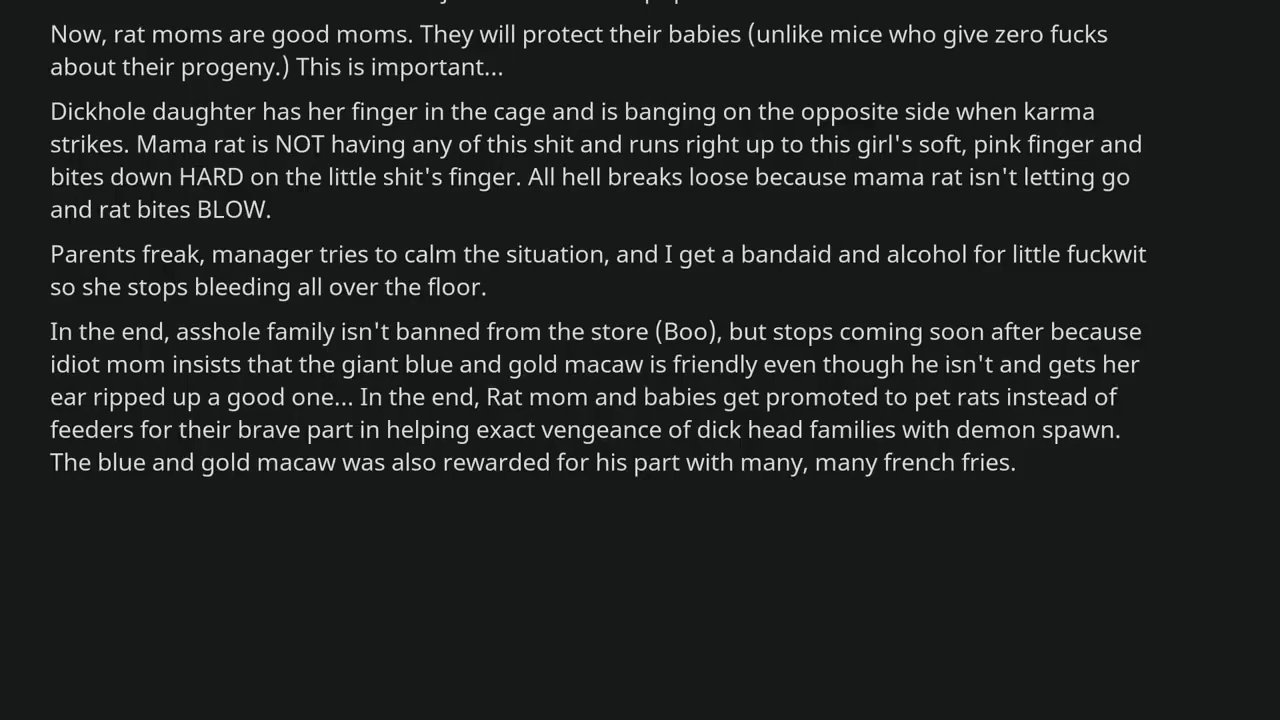 Now, rat moms are good moms. They will protect their babies (unlike mice who give zero fucks
about their progeny.) This is important...
Dickhole daughter has her finger in the cage and is banging on the opposite side when karma
strikes. Mama rat is NOT having any of this shit and runs right up to this girl's soft, pink finger and
bites down HARD on the little shit's finger. All hell breaks loose because mama rat isn't letting go
and rat bites BLOW.
Parents freak, manager tries to calm the situation, and I get a bandaid and alcohol for little fuckwit
so she stops bleeding all over the floor.
In the end, asshole family isn't banned from the store (Boo), but stops coming soon after because
idiot mom insists that the giant blue and gold macaw is friendly even though he isn't and gets her
ear ripped up a good one... In the end, Rat mom and babies get promoted to pet rats instead of
feeders for their brave part in helping exact vengeance of dick head families with demon spawn.
The blue and gold macaw was also rewarded for his part with many, many french fries.